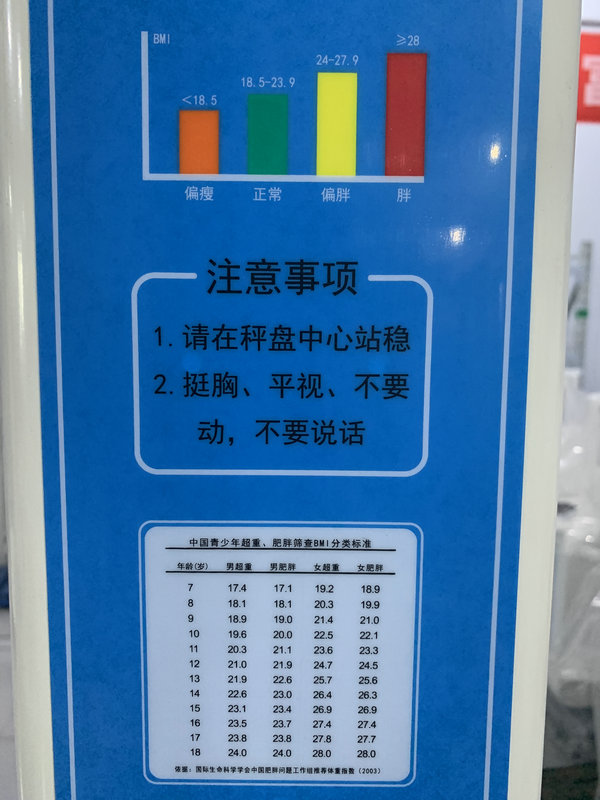 BMI
≥28
24-27.9
18.5-23.9
<18.5
偏瘦 正常 偏胖 胖
注意事项
1.请在秤盘中心站稳
2.挺胸、平视、不要
动，不要说话
中国青少年超重、肥胖筛查BMI分类标准
年龄(岁) 男超重 男肥胖 女超重 女肥胖
7 17.4 17.1 19.2 18.9
8 18.1 18.1 20.3 19.9
9 18.9 19.0 21.4 21.0
10 19.6 20.0 22.5 22.1
11 20.3 21.1 23.6 23.3
12 21.0 21.9 24.7 24.5
13 21.9 22.6 25.7 25.6
14 22.6 23.0 26.4 26.3
15 23.1 23.4 26.9 26.9
16 23.5 23.7 27.4 27.4
17 23.8 23.8 27.8 27.7
18 24.0 24.0 28.0 28.0
依据：国际生命科学学会中国肥胖问题工作组推荐体重指数（2003）